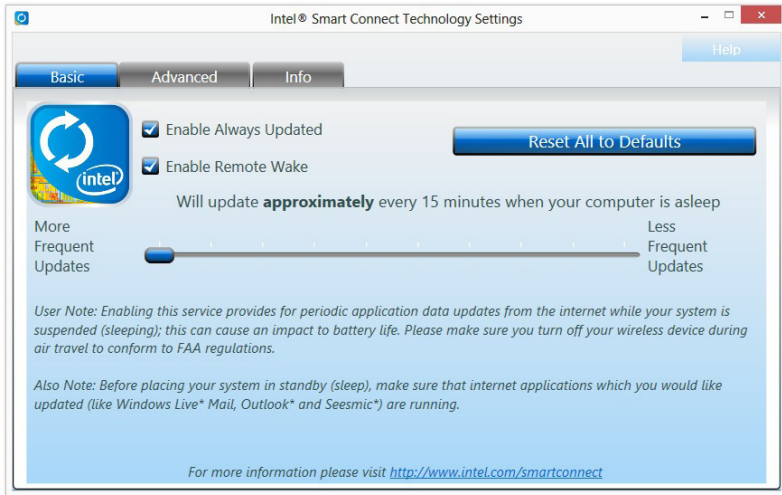 Intel® Smart Connect Technology Settings
Help
Basic Advanced Info
Enable Always Updated
Reset All to Defaults
Enable Remote Wake
intel
Will update approximately every 15 minutes when your computer is asleep
More
Frequent
Updates
Less
Frequent
Updates
User Note: Enabling this service provides for periodic application data updates from the internet while your system is
suspended (sleeping); this can cause an impact to battery life. Please make sure you turn off your wireless device during
air travel to conform to FAA regulations.
Also Note: Before placing your system in standby (sleep), make sure that internet applications which you would like
updated (like Windows Live* Mail, Outlook* and Seesmic*) are running.
For more information please visit http://www.intel.com/smartconnect